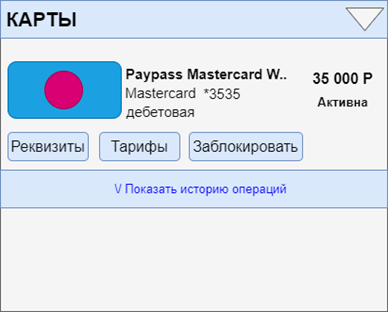 КАРТЫ
Paypass Mastercard W..
35 000 Р
Mastercard *3535
Активна
дебетовая
Реквизиты Тарифы Заблокировать
\/ Показать историю операций